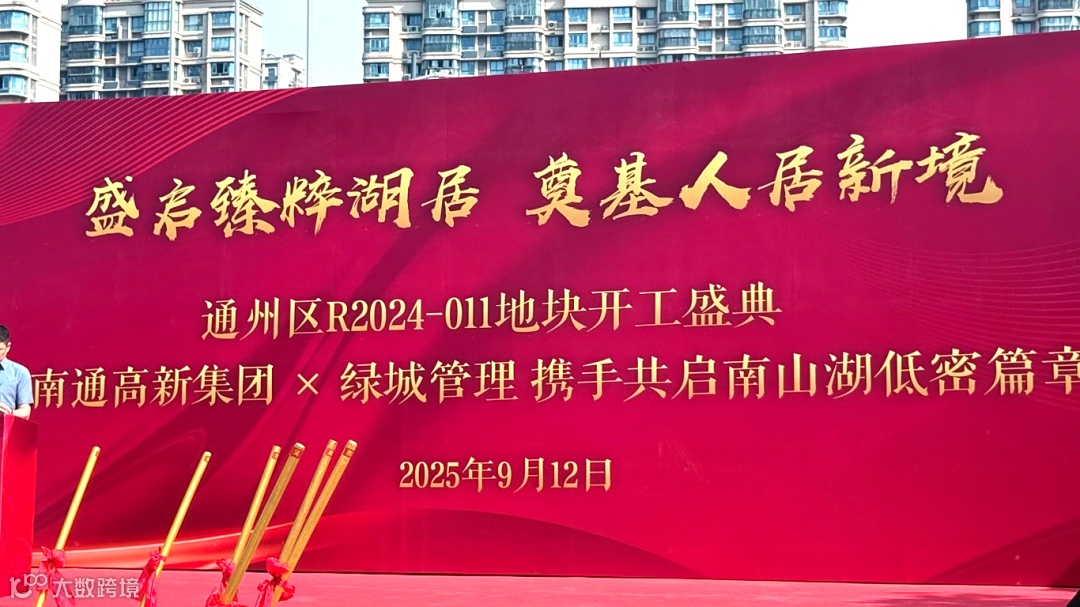 盛启臻粹湖居 奠基人居新境
通州区R2024-011地块开工盛典
南通高新集团 × 绿城管理 携手共启南山湖低密篇章
2025年9月12日
大数跨境